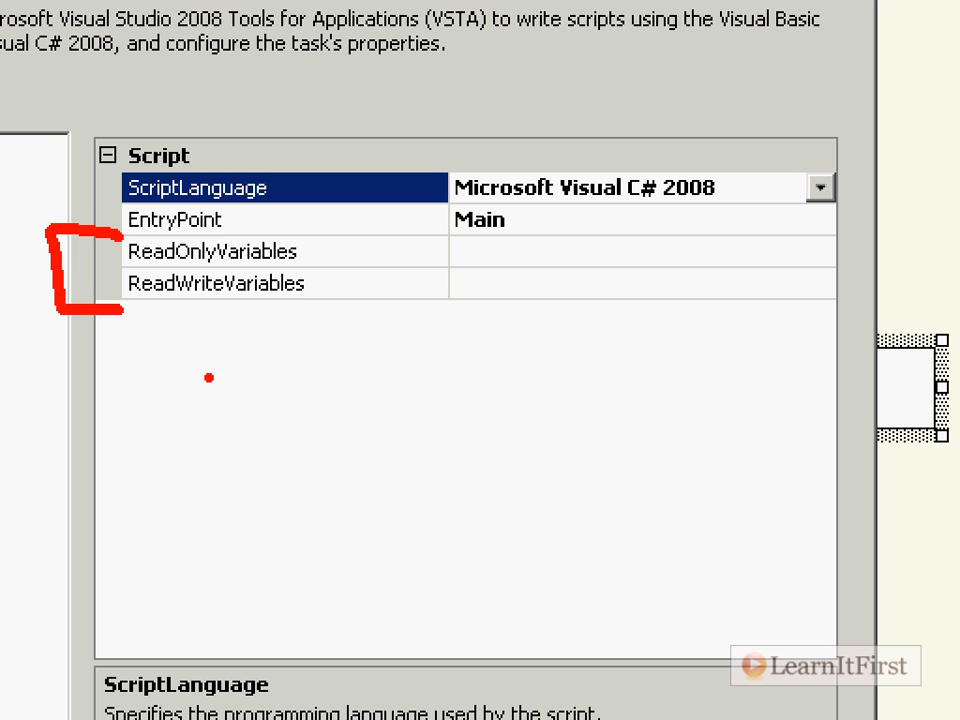 rosoft Visual Studio 2008 Tools for Applications (VSTA) to write scripts using the Visual Basic
sual C# 2008, and configure the task's properties.
Script
ScriptLanguage Microsoft Visual C# 2008
EntryPoint Main
ReadOnlyVariables
ReadWriteVariables
LearnItFirst
ScriptLanguage
Specifies the programming language used by the script.